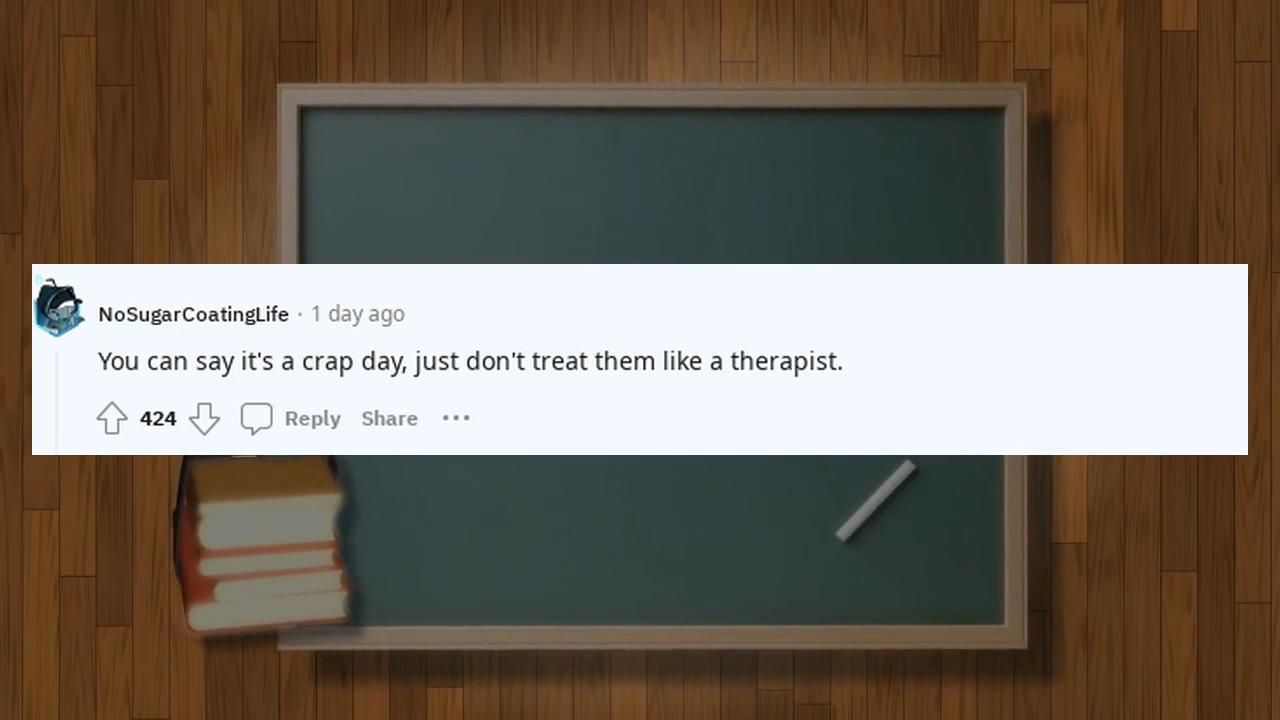 NoSugarCoatingLife · 1 day ago
You can say it's a crap day, just don't treat them like a therapist.
424 Reply Share